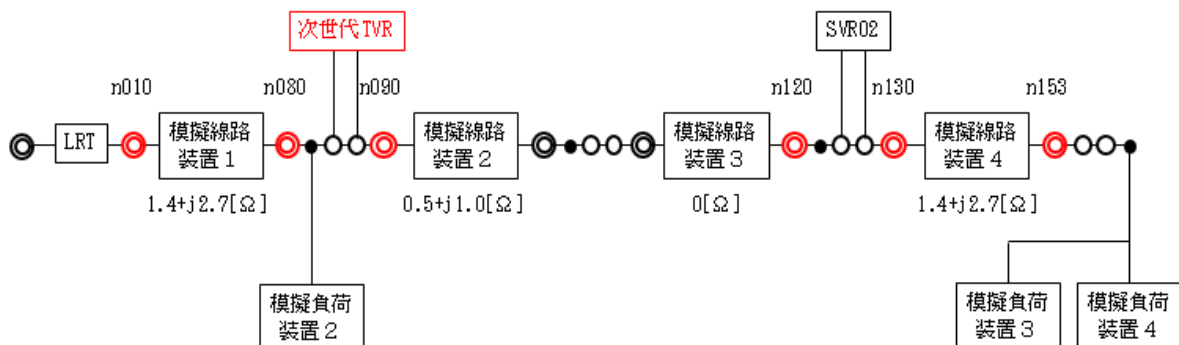 次世代TVR
SVR02
n010
n080
n090
n120
n130
n153
LRT
模擬線路
装置1
模擬線路
装置2
模擬線路
装置3
模擬線路
装置4
1.4+j2.7[Ω]
0.5+j1.0[Ω]
0[Ω]
1.4+j2.7[Ω]
模擬負荷
装置2
模擬負荷
装置3
模擬負荷
装置4